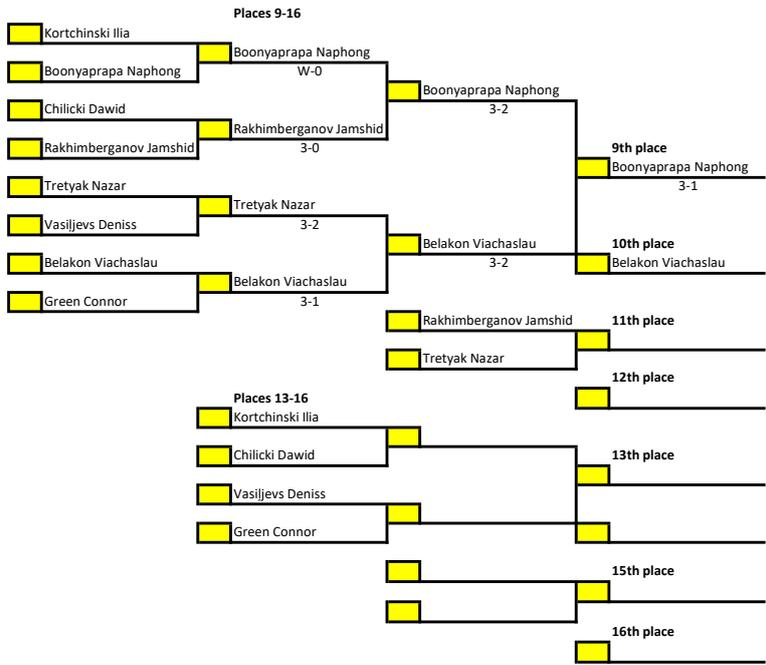 Places 9-16
Kortchinski Ilia
Boonyaprapa Naphong
Boonyaprapa Naphong
W-0
Boonyaprapa Naphong
3-2
Chilicki Dawid
Rakhimberganov Jamshid
Rakhimberganov Jamshid
3-0
9th place
Boonyaprapa Naphong
3-1
Tretyak Nazar
Tretyak Nazar
3-2
Vasiļjevs Deniss
Belakon Viachaslau
3-2
10th place
Belakon Viachaslau
Belakon Viachaslau
Belakon Viachaslau
3-1
Green Connor
Rakhimberganov Jamshid
11th place
Tretyak Nazar
12th place
Places 13-16
Kortchinski Ilia
Chilicki Dawid
13th place
Vasiļjevs Deniss
Green Connor
15th place
16th place